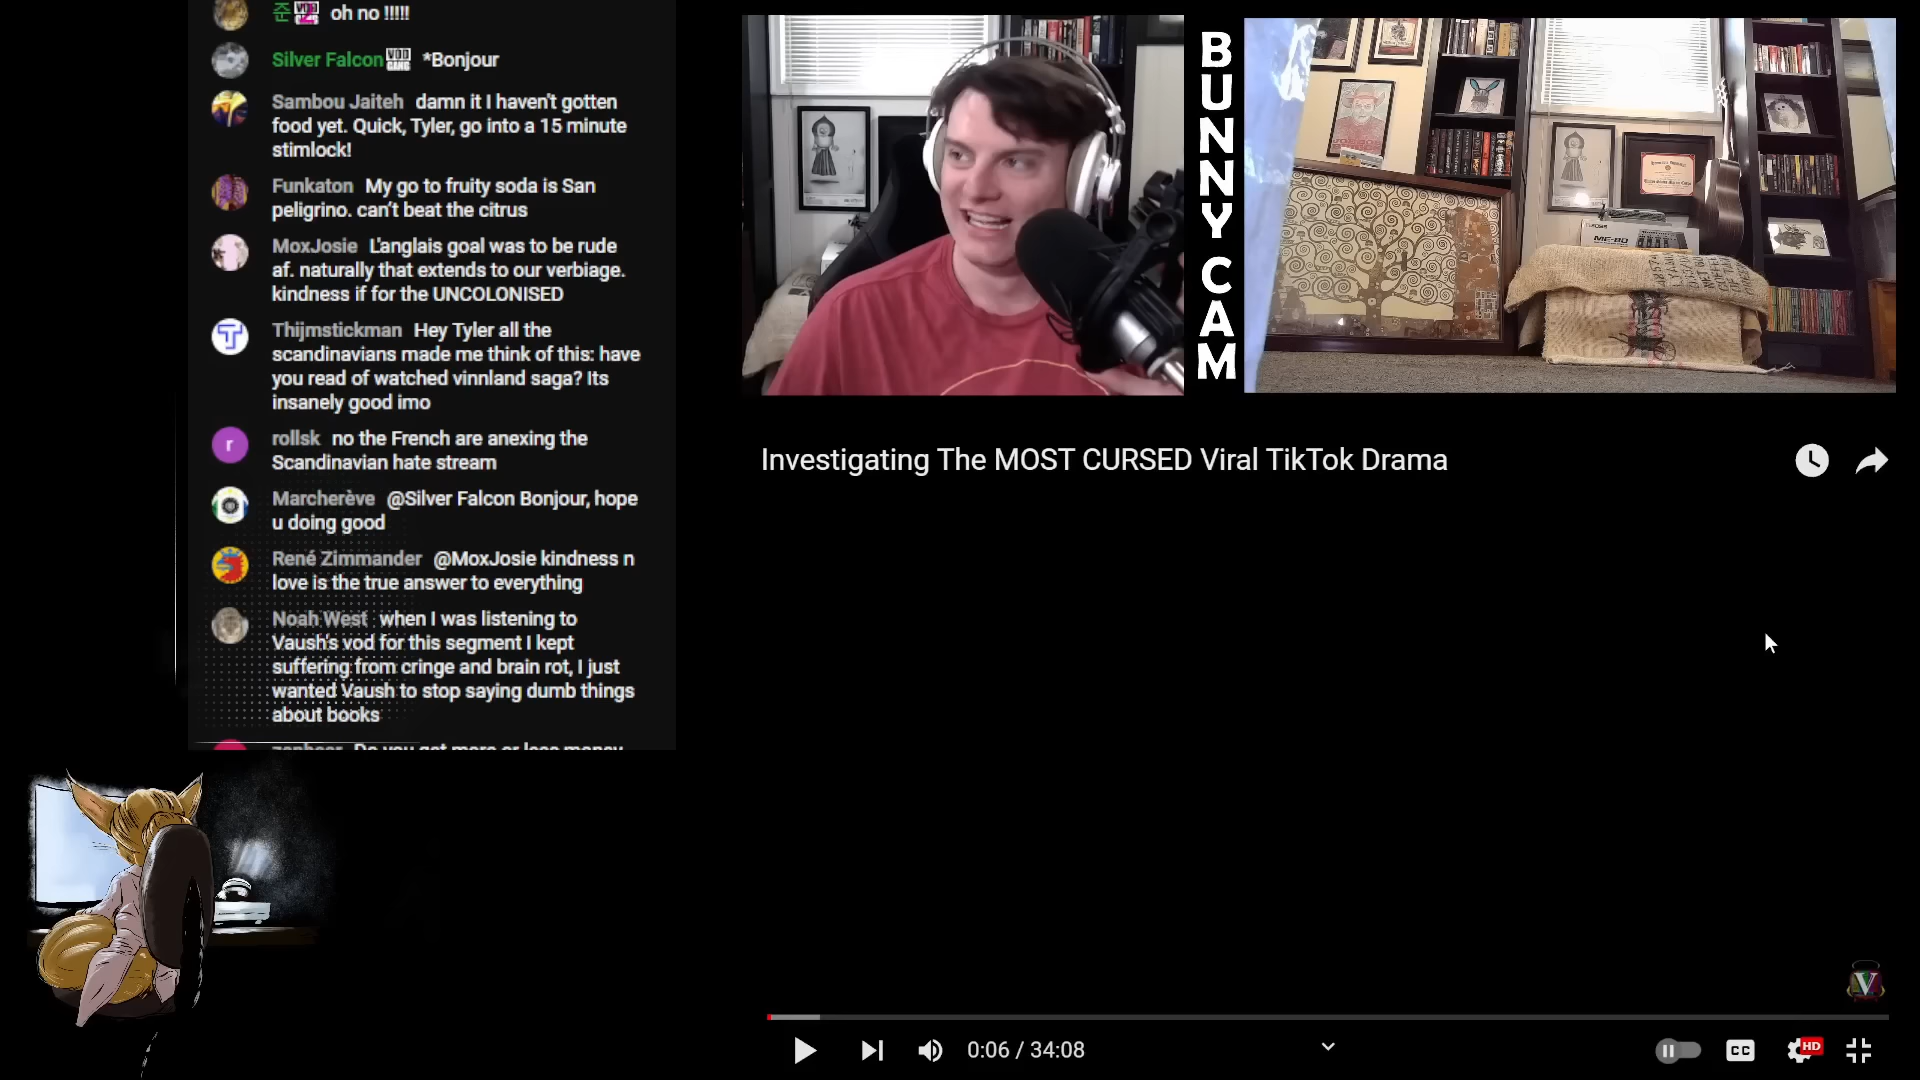 준 oh no !!!!!
Silver Falcon VOD GANG *Bonjour
Sambou Jaiteh damn it I haven't gotten
food yet. Quick, Tyler, go into a 15 minute
stimlock!
Funkaton My go to fruity soda is San
peligrino. can't beat the citrus
MoxJosie L'anglais goal was to be rude
af. naturally that extends to our verbiage.
kindness if for the UNCOLONISED
Thijmstickman Hey Tyler all the
scandinavians made me think of this: have
you read of watched vinnland saga? Its
insanely good imo
r
rollsk no the French are anexing the
Scandinavian hate stream
Marcherève @Silver Falcon Bonjour, hope
u doing good
René Zimmander @MoxJosie kindness n
love is the true answer to everything
Noah West when I was listening to
Vaush's vod for this segment I kept
suffering from cringe and brain rot, I just
wanted Vaush to stop saying dumb things
about books
BUNNY CAM
ME-80
Investigating The MOST CURSED Viral TikTok Drama
V
0:06 / 34:08
CC
HD